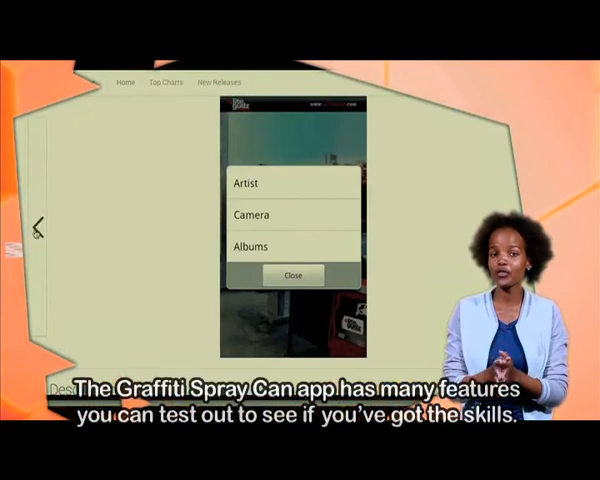 Home Top Charts New Releases
Artist
Camera
Albums
Close
The Graffiti Spray Can app has many features
you can test out to see if you've got the skills.